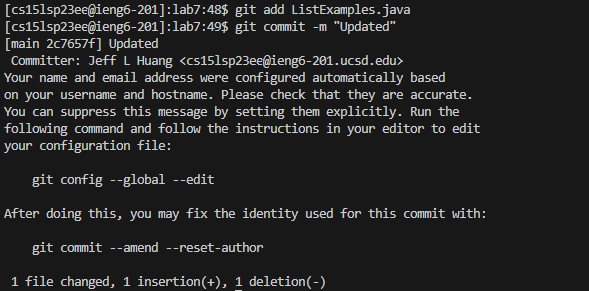 [cs15lsp23ee@ieng6-201]:lab7:48$ git add ListExamples.java
[cs15lsp23ee@ieng6-201]:lab7:49$ git commit -m "Updated"
[main 2c7657f] Updated
 Committer: Jeff L Huang <cs15lsp23ee@ieng6-201.ucsd.edu>
Your name and email address were configured automatically based
on your username and hostname. Please check that they are accurate.
You can suppress this message by setting them explicitly. Run the
following command and follow the instructions in your editor to edit
your configuration file:

    git config --global --edit

After doing this, you may fix the identity used for this commit with:

    git commit --amend --reset-author

 1 file changed, 1 insertion(+), 1 deletion(-)